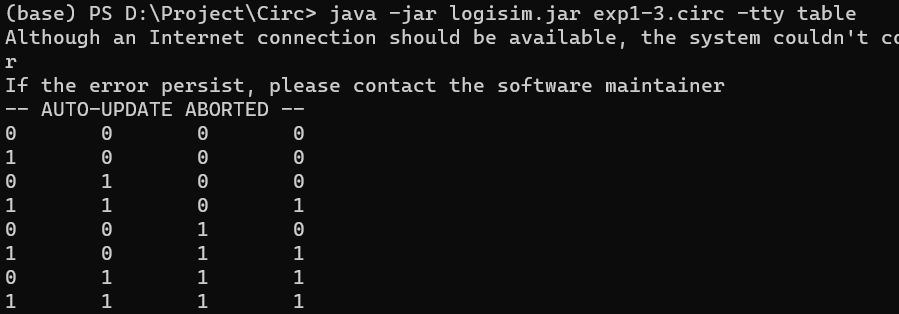 (base) PS D:\Project\Circ> java -jar logisim.jar exp1-3.circ -tty table
Although an Internet connection should be available, the system couldn't co
r
If the error persist, please contact the software maintainer
-- AUTO-UPDATE ABORTED --
0 0 0 0
1 0 0 0
0 1 0 0
1 1 0 1
0 0 1 0
1 0 1 1
0 1 1 1
1 1 1 1